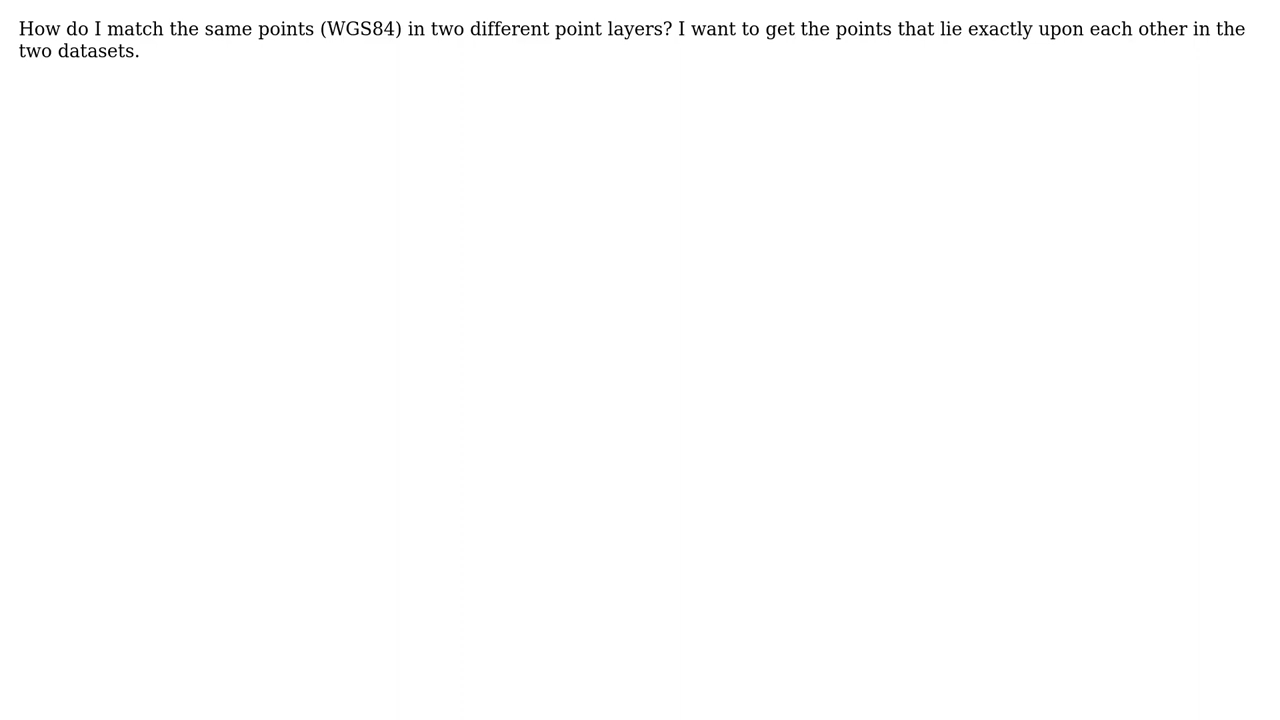 How do I match the same points (WGS84) in two different point layers? I want to get the points that lie exactly upon each other in the
two datasets.